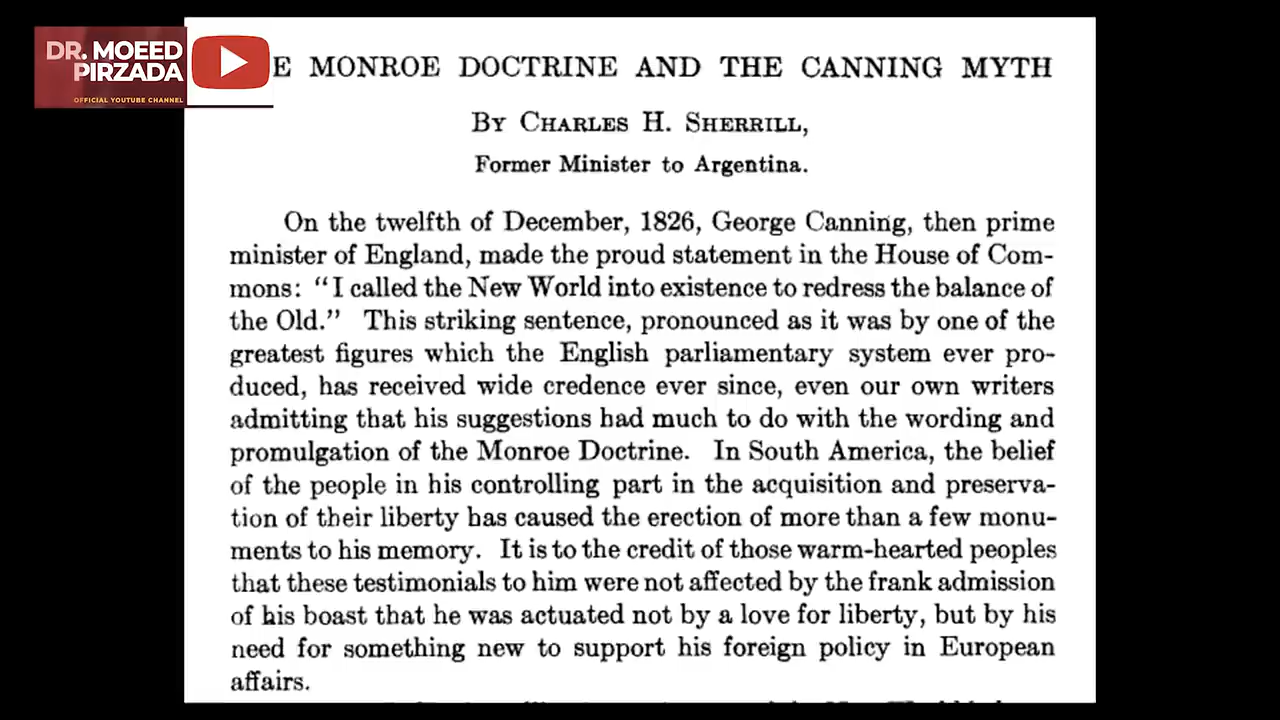 DR. MOEED
PIRZADA
OFFICIAL YOUTUBE CHANNEL
E MONROE DOCTRINE AND THE CANNING MYTH
BY CHARLES H. SHERRILL,
Former Minister to Argentina.
On the twelfth of December, 1826, George Canning, then prime
minister of England, made the proud statement in the House of Com-
mons: "I called the New World into existence to redress the balance of
the Old." This striking sentence, pronounced as it was by one of the
greatest figures which the English parliamentary system ever pro-
duced, has received wide credence ever since, even our own writers
admitting that his suggestions had much to do with the wording and
promulgation of the Monroe Doctrine. In South America, the belief
of the people in his controlling part in the acquisition and preserva-
tion of their liberty has caused the erection of more than a few monu-
ments to his memory. It is to the credit of those warm-hearted peoples
that these testimonials to him were not affected by the frank admission
of his boast that he was actuated not by a love for liberty, but by his
need for something new to support his foreign policy in European
affairs.